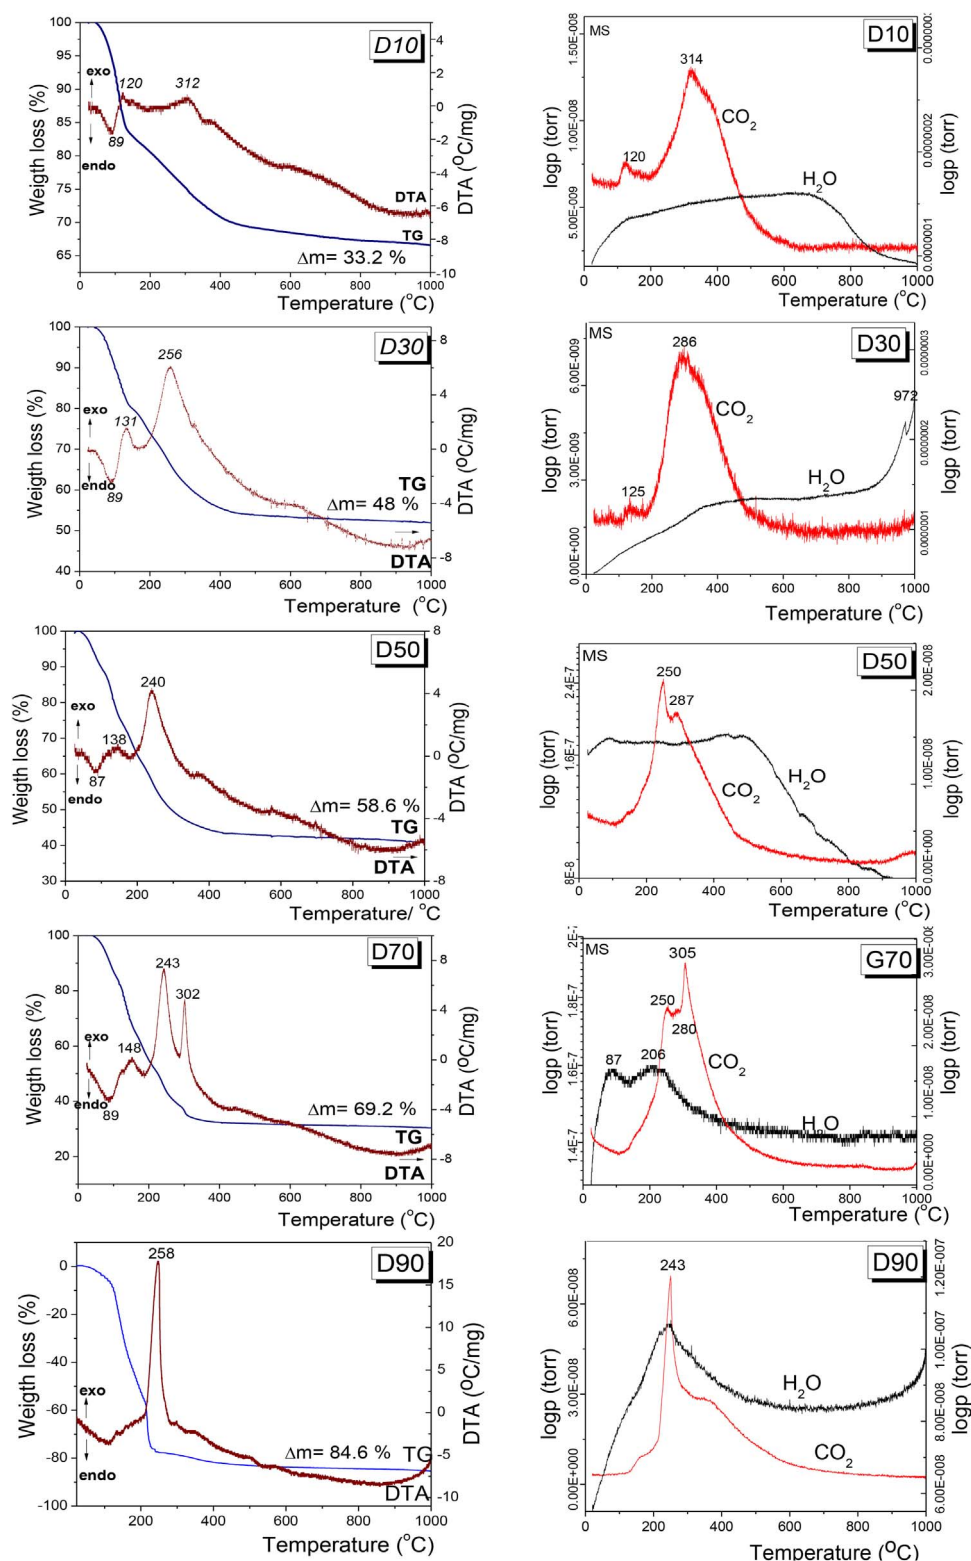 D10
exo
120
312
89
endo
DTA
TG
Δm= 33.2 %
100
95
90
85
80
75
70
65
4
2
0
-2
-4
-6
-8
-10
0 200 400 600 800 1000
Weigth loss (%)
DTA (°C/mg)
Temperature (°C)
MS
D10
314
CO2
120
H2O
1.50E-008
1.00E-008
5.00E-009
0.0000002
0.0000001
0 200 400 600 800 1000
logp (torr)
logp (torr)
Temperature (°C)
D30
256
exo
131
endo
89
TG
Δm= 48 %
DTA
100
90
80
70
60
50
40
8
4
0
-4
-8
0 200 400 600 800 1000
Weigth loss (%)
DTA (°C/mg)
Temperature (°C)
MS
D30
286
972
CO2
H2O
125
6.00E-009
3.00E-009
0.00E+000
0.0000003
0.0000002
0.0000001
0 200 400 600 800 1000
logp (torr)
logp (torr)
Temperature (°C)
D50
240
exo
138
87
endo
Δm= 58.6 %
TG
DTA
100
90
80
70
60
50
40
30
8
4
0
-4
-8
0 200 400 600 800 1000
Weigth loss (%)
DTA (°C/mg)
Temperature/ °C
MS
D50
250
287
H2O
CO2
2.4E-7
1.6E-7
8E-8
2.00E-008
1.00E-008
0.00E+000
0 200 400 600 800 1000
logp (torr)
logp (torr)
Temperature (°C)
D70
243
302
exo
148
endo
89
Δm= 69.2 %
TG
DTA
100
80
60
40
20
8
4
0
-4
-8
0 200 400 600 800 1000
Weigth loss (%)
DTA (°C/mg)
Temperature (°C)
MS
G70
305
250
280
87
206
CO2
H2O
1.8E-7
1.6E-7
1.4E-7
3.00E-008
2.00E-008
1.00E-008
0.00E+000
0 200 400 600 800 1000
logp (torr)
logp (torr)
Temperature (°C)
D90
258
exo
endo
Δm= 84.6 %
TG
DTA
0
-20
-40
-60
-80
-100
20
15
10
5
0
-5
-10
0 200 400 600 800 1000
Weigth loss (%)
DTA (°C/mg)
Temperature (°C)
D90
243
H2O
CO2
6.00E-008
3.00E-008
0.00E+000
1.20E-007
1.00E-007
8.00E-008
6.00E-008
0 200 400 600 800 1000
logp (torr)
logp (torr)
Temperature (°C)